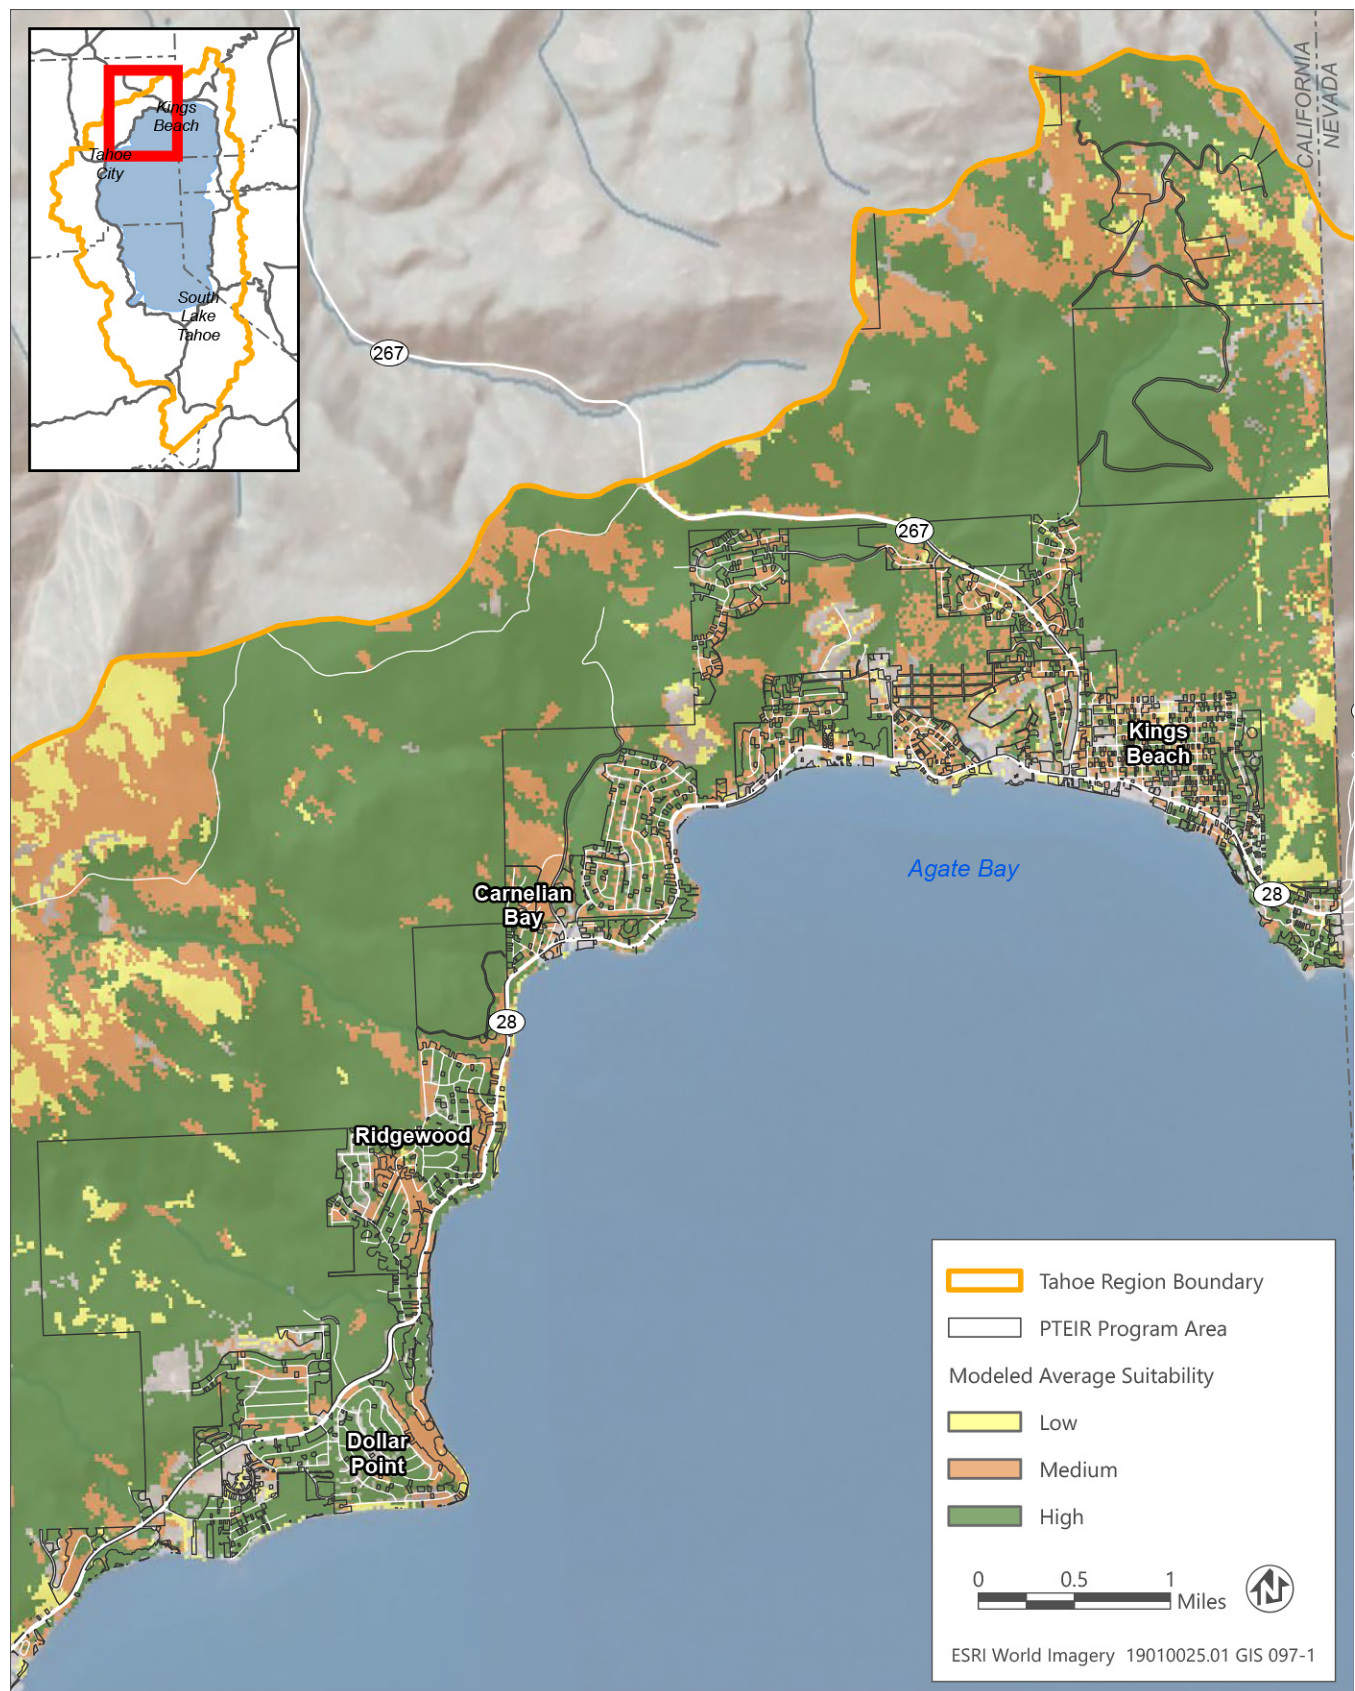 Kings
Beach
Tahoe
City
South
Lake
Tahoe
CALIFORNIA
NEVADA
267
267
Kings
Beach
Agate Bay
Carnelian
Bay
28
28
Ridgewood
Dollar
Point
Tahoe Region Boundary
PTEIR Program Area
Modeled Average Suitability
Low
Medium
High
0 0.5 1
Miles
N
ESRI World Imagery 19010025.01 GIS 097-1